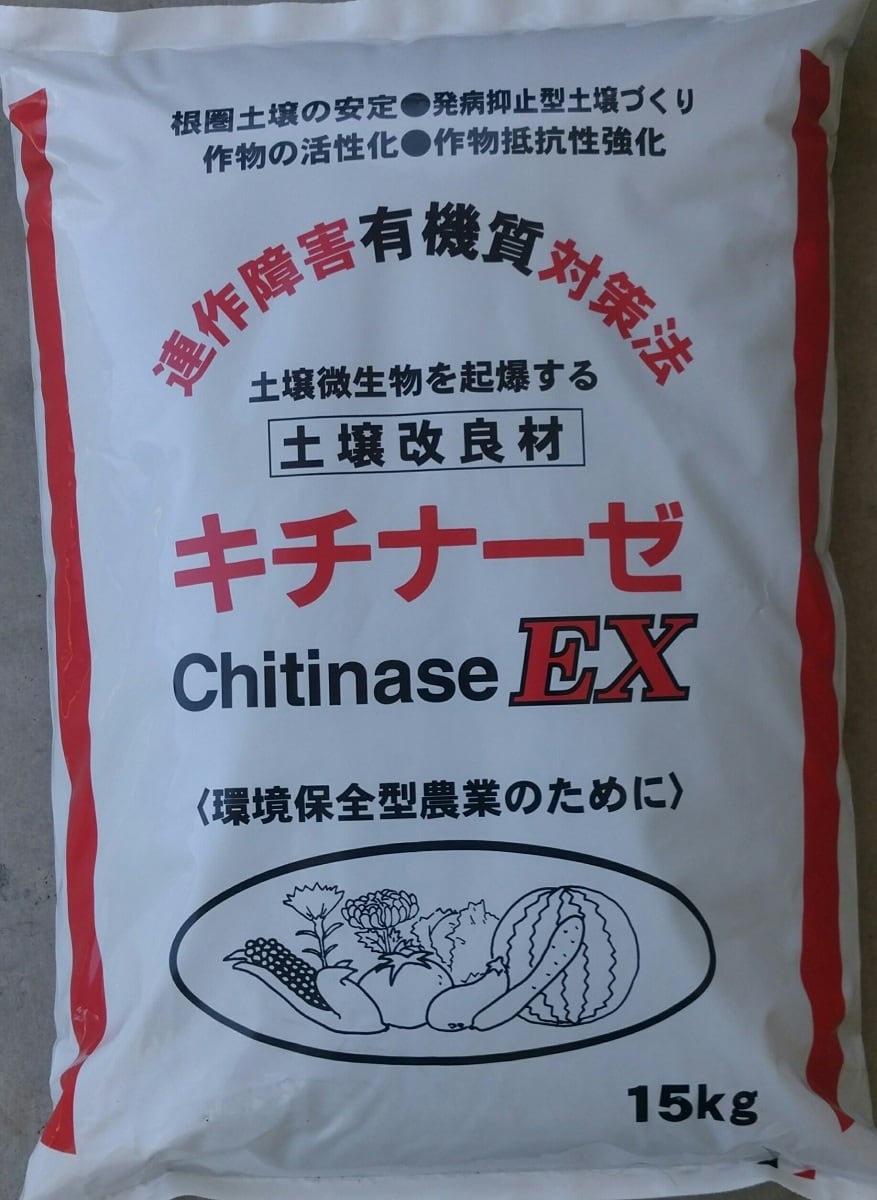 根圏土壌の安定●発病抑止型土壌づくり
作物の活性化●作物抵抗性強化
連作障害有機質対策法
土壌微生物を起爆する
土壌改良材
キチナーゼ
Chitinase EX
〈環境保全型農業のために〉
15kg